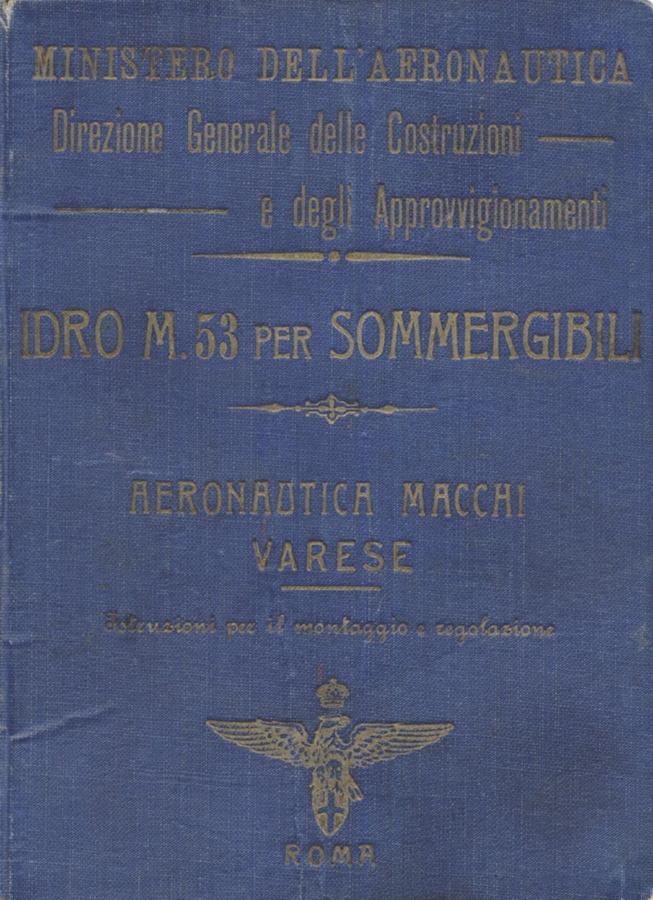 MINISTERO DELL'AERONAUTICA
Direzione Generale delle Costruzioni
e degli Approvvigionamenti
IDRO M.53 PER SOMMERGIBILI
AERONAUTICA MACCHI
VARESE
Istruzioni per il montaggio e regolazione
ROMA